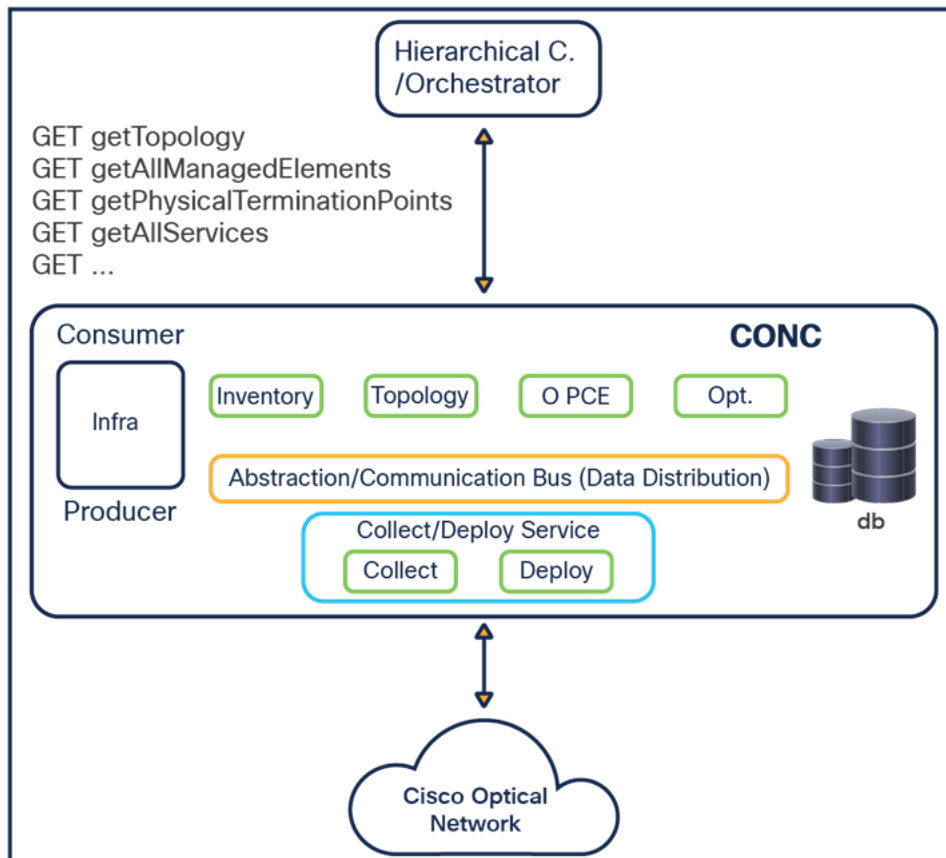 Hierarchical C.
/Orchestrator
GET getTopology
GET getAllManagedElements
GET getPhysicalTerminationPoints
GET getAllServices
GET ...
Consumer
CONC
Infra
Inventory
Topology
O PCE
Opt.
Abstraction/Communication Bus (Data Distribution)
Producer
db
Collect/Deploy Service
Collect
Deploy
Cisco Optical
Network